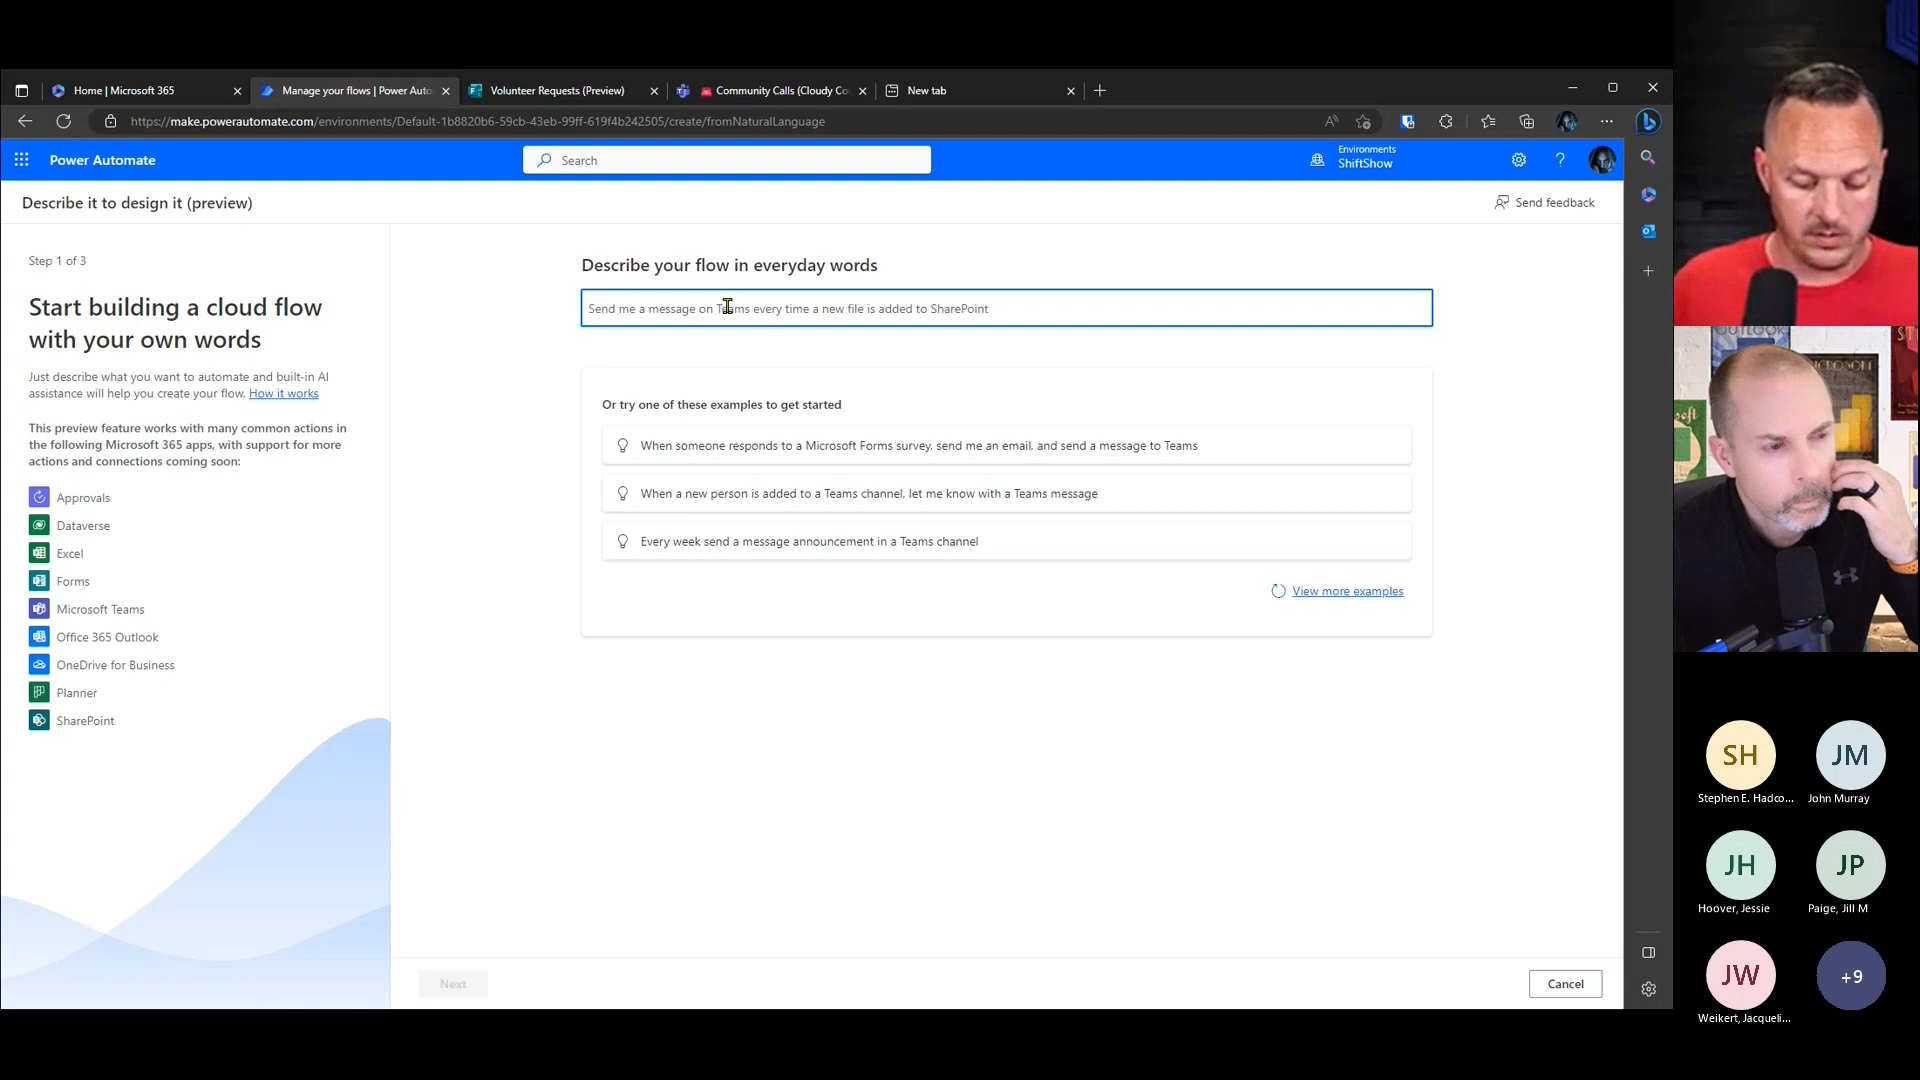 Home | Microsoft 365
Manage your flows | Power Auto
Volunteer Requests (Preview)
Community Calls (Cloudy Co
New tab
https://make.powerautomate.com/environments/Default-1b8820b6-59cb-43eb-99ff-619f4b242505/create/fromNaturalLanguage
Power Automate
Search
Environments
ShiftShow
Describe it to design it (preview)
Send feedback
Step 1 of 3
Start building a cloud flow
with your own words
Just describe what you want to automate and built-in AI
assistance will help you create your flow. How it works
This preview feature works with many common actions in
the following Microsoft 365 apps, with support for more
actions and connections coming soon:
Approvals
Dataverse
Excel
Forms
Microsoft Teams
Office 365 Outlook
OneDrive for Business
Planner
SharePoint
Describe your flow in everyday words
Send me a message on Teams every time a new file is added to SharePoint
Or try one of these examples to get started
When someone responds to a Microsoft Forms survey, send me an email, and send a message to Teams
When a new person is added to a Teams channel, let me know with a Teams message
Every week send a message announcement in a Teams channel
View more examples
Next
Cancel
OUTLOOK
MICROSOFT
SH
Stephen E. Hadco...
JM
John Murray
JH
Hoover, Jessie
JP
Paige, Jill M
JW
Weikert, Jacqueli...
+9